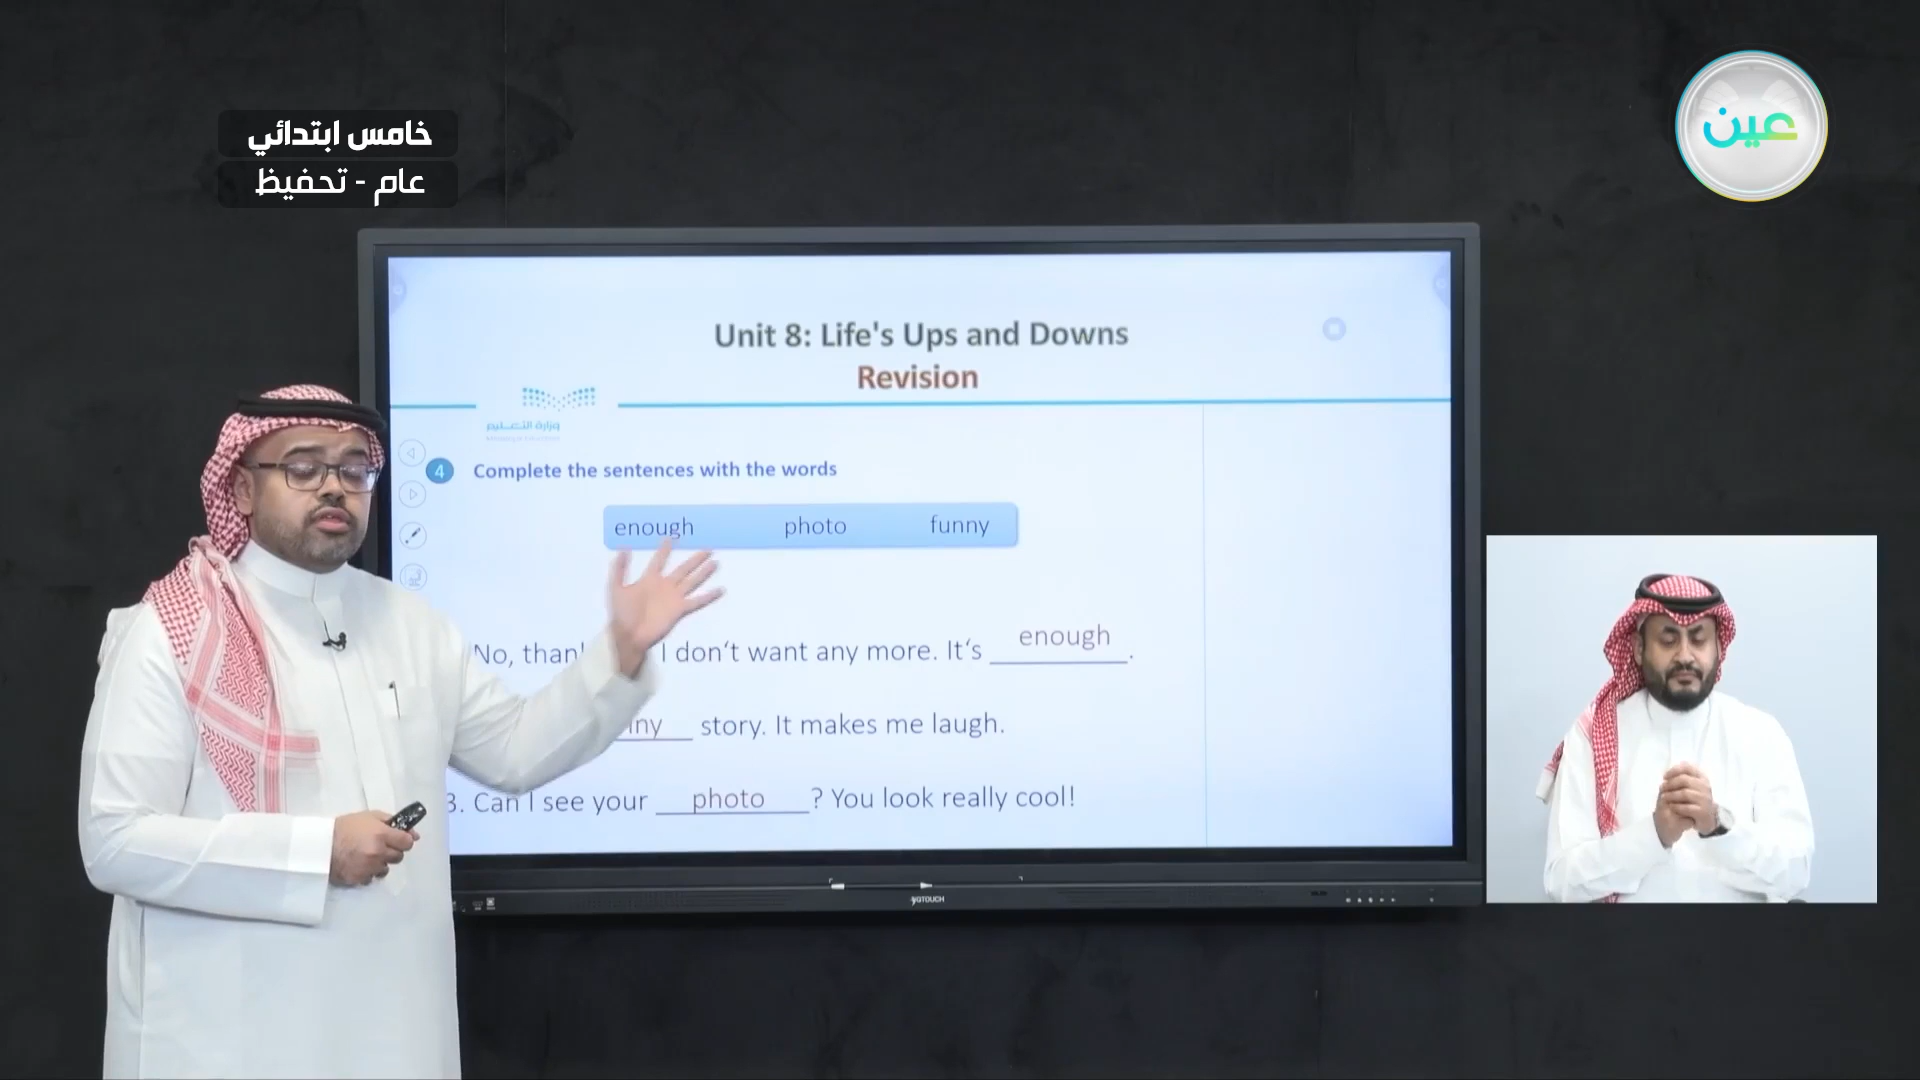 خامس ابتدائي
عام - تحفيظ
عين
Unit 8: Life's Ups and Downs
Revision
وزارة التعليم
4 Complete the sentences with the words
enough photo funny
No, I don't want any more. It's enough.
story. It makes me laugh.
3. Can I see your photo? You look really cool!